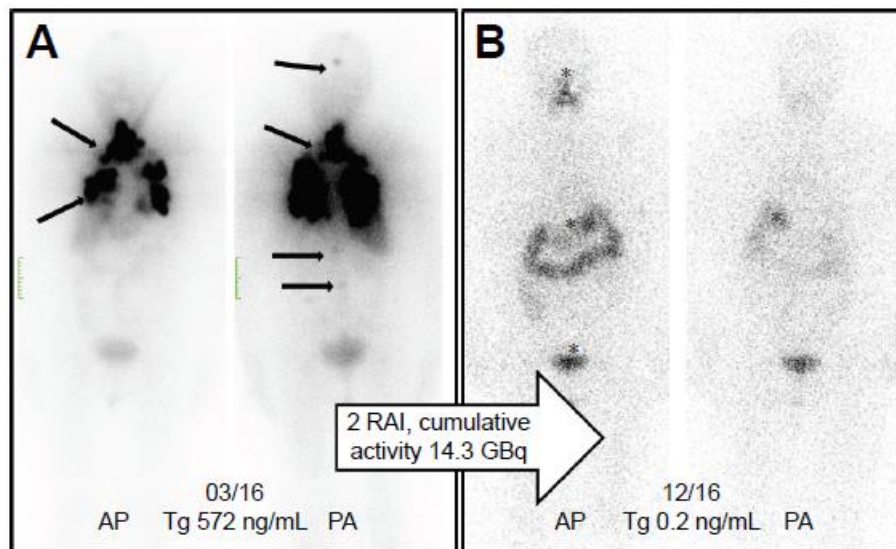 A
B
*
*
*
*
2 RAI, cumulative
activity 14.3 GBq
03/16
AP Tg 572 ng/mL PA
12/16
AP Tg 0.2 ng/mL PA